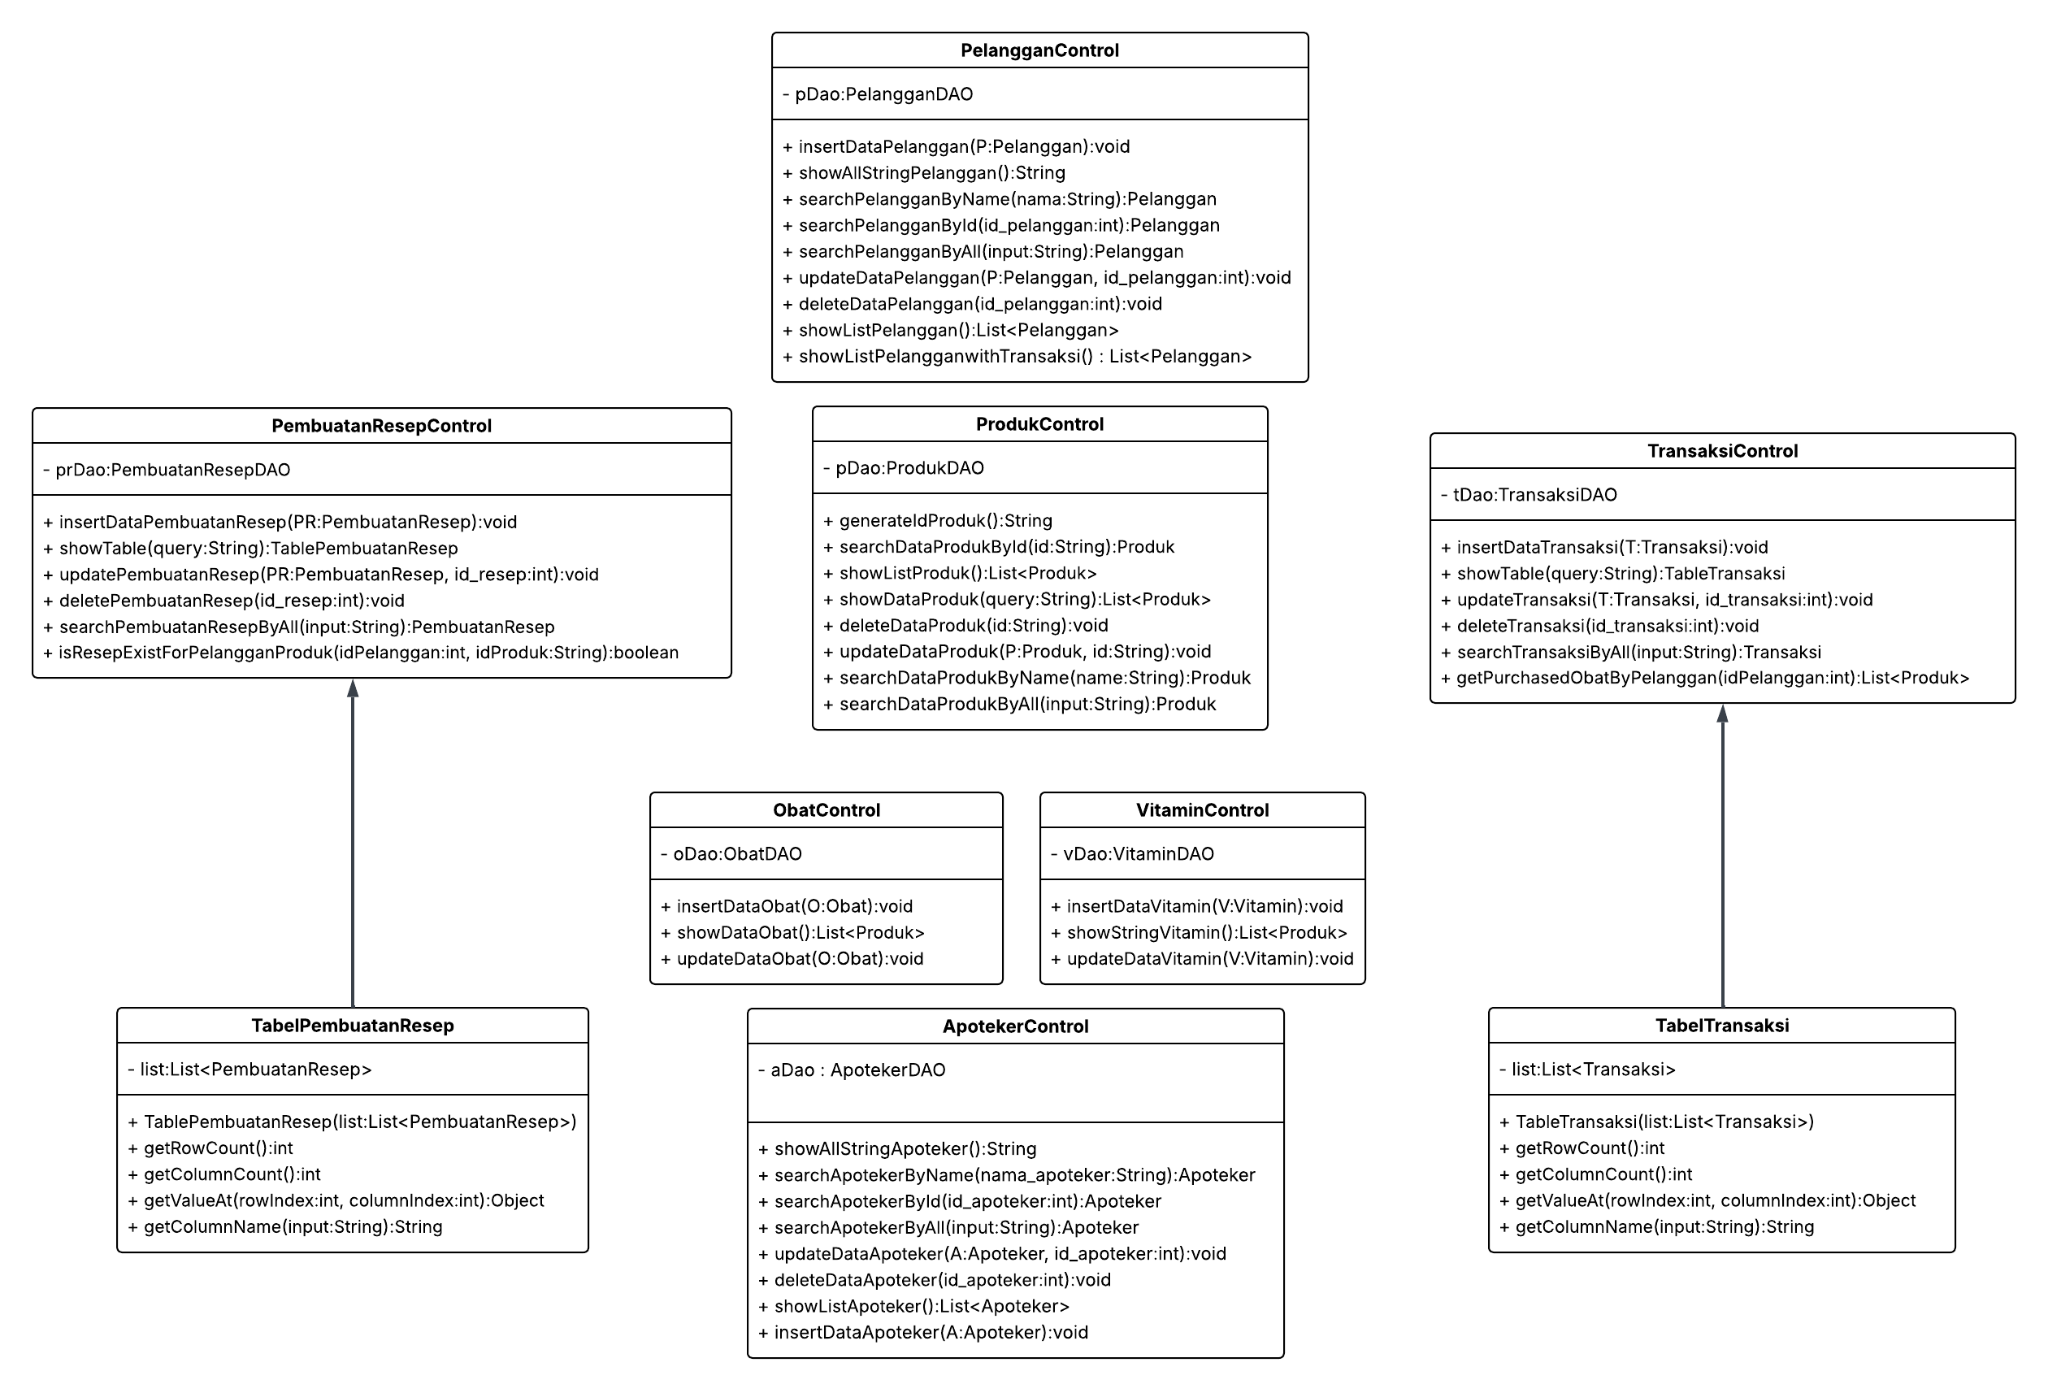 PelangganControl
- pDao:PelangganDAO
+ insertDataPelanggan(P:Pelanggan):void
+ showAllStringPelanggan():String
+ searchPelangganByName(nama:String):Pelanggan
+ searchPelangganById(id_pelanggan:int):Pelanggan
+ searchPelangganByAll(input:String):Pelanggan
+ updateDataPelanggan(P:Pelanggan, id_pelanggan:int):void
+ deleteDataPelanggan(id_pelanggan:int):void
+ showListPelanggan():List<Pelanggan>
+ showListPelangganwithTransaksi() : List<Pelanggan>
PembuatanResepControl
- prDao:PembuatanResepDAO
+ insertDataPembuatanResep(PR:PembuatanResep):void
+ showTable(query:String):TablePembuatanResep
+ updatePembuatanResep(PR:PembuatanResep, id_resep:int):void
+ deletePembuatanResep(id_resep:int):void
+ searchPembuatanResepByAll(input:String):PembuatanResep
+ isResepExistForPelangganProduk(idPelanggan:int, idProduk:String):boolean
ProdukControl
- pDao:ProdukDAO
+ generateIdProduk():String
+ searchDataProdukById(id:String):Produk
+ showListProduk():List<Produk>
+ showDataProduk(query:String):List<Produk>
+ deleteDataProduk(id:String):void
+ updateDataProduk(P:Produk, id:String):void
+ searchDataProdukByName(name:String):Produk
+ searchDataProdukByAll(input:String):Produk
TransaksiControl
- tDao:TransaksiDAO
+ insertDataTransaksi(T:Transaksi):void
+ showTable(query:String):TableTransaksi
+ updateTransaksi(T:Transaksi, id_transaksi:int):void
+ deleteTransaksi(id_transaksi:int):void
+ searchTransaksiByAll(input:String):Transaksi
+ getPurchasedObatByPelanggan(idPelanggan:int):List<Produk>
ObatControl
- oDao:ObatDAO
+ insertDataObat(O:Obat):void
+ showDataObat():List<Produk>
+ updateDataObat(O:Obat):void
VitaminControl
- vDao:VitaminDAO
+ insertDataVitamin(V:Vitamin):void
+ showStringVitamin():List<Produk>
+ updateDataVitamin(V:Vitamin):void
TabelPembuatanResep
- list:List<PembuatanResep>
+ TablePembuatanResep(list:List<PembuatanResep>)
+ getRowCount():int
+ getColumnCount():int
+ getValueAt(rowIndex:int, columnIndex:int):Object
+ getColumnName(input:String):String
ApotekerControl
- aDao : ApotekerDAO
+ showAllStringApoteker():String
+ searchApotekerByName(nama_apoteker:String):Apoteker
+ searchApotekerById(id_apoteker:int):Apoteker
+ searchApotekerByAll(input:String):Apoteker
+ updateDataApoteker(A:Apoteker, id_apoteker:int):void
+ deleteDataApoteker(id_apoteker:int):void
+ showListApoteker():List<Apoteker>
+ insertDataApoteker(A:Apoteker):void
TabelTransaksi
- list:List<Transaksi>
+ TableTransaksi(list:List<Transaksi>)
+ getRowCount():int
+ getColumnCount():int
+ getValueAt(rowIndex:int, columnIndex:int):Object
+ getColumnName(input:String):String